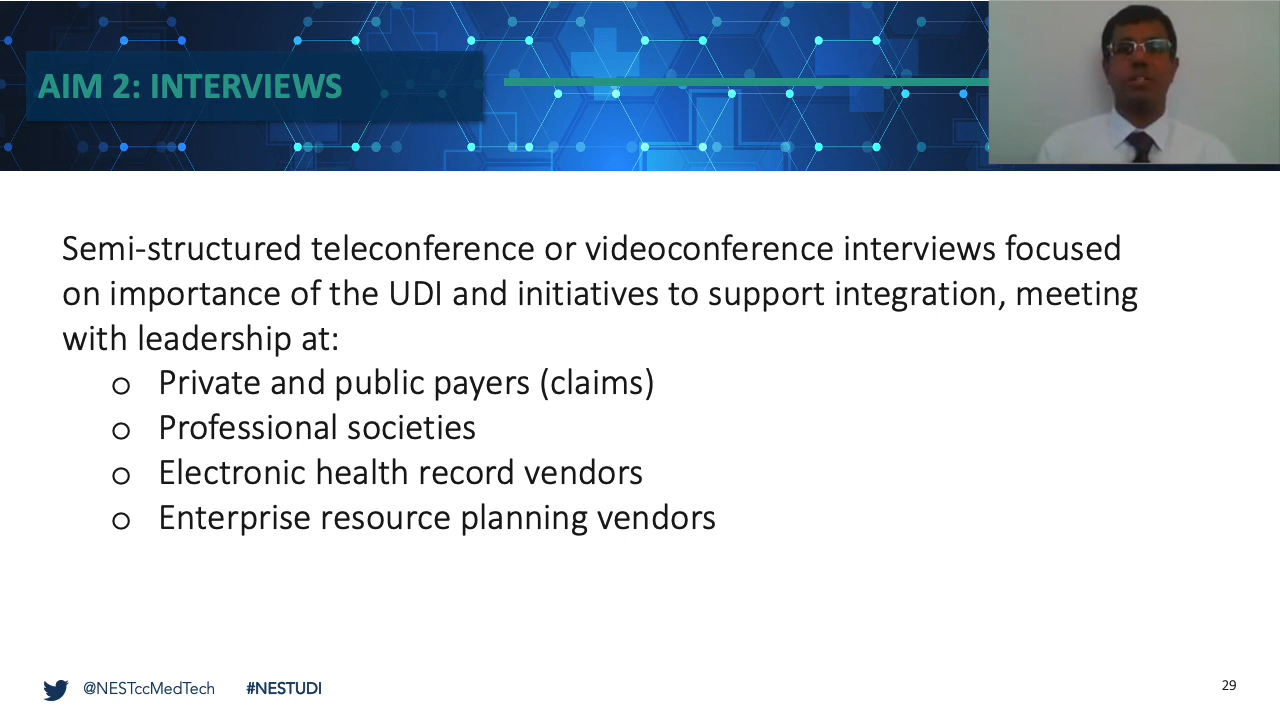 AIM 2: INTERVIEWS
Semi-structured teleconference or videoconference interviews focused
on importance of the UDI and initiatives to support integration, meeting
with leadership at:
o Private and public payers (claims)
o Professional societies
o Electronic health record vendors
o Enterprise resource planning vendors
@NESTccMedTech #NESTUDI
29